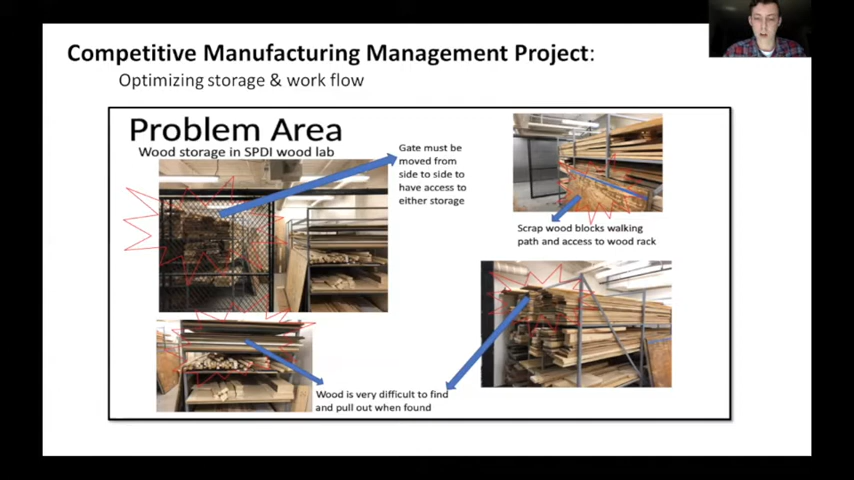 Competitive Manufacturing Management Project:
Optimizing storage & work flow
Problem Area
Wood storage in SPDI wood lab
Gate must be
moved from
side to side to
have access to
either storage
Scrap wood blocks walking
path and access to wood rack
Wood is very difficult to find
and pull out when found